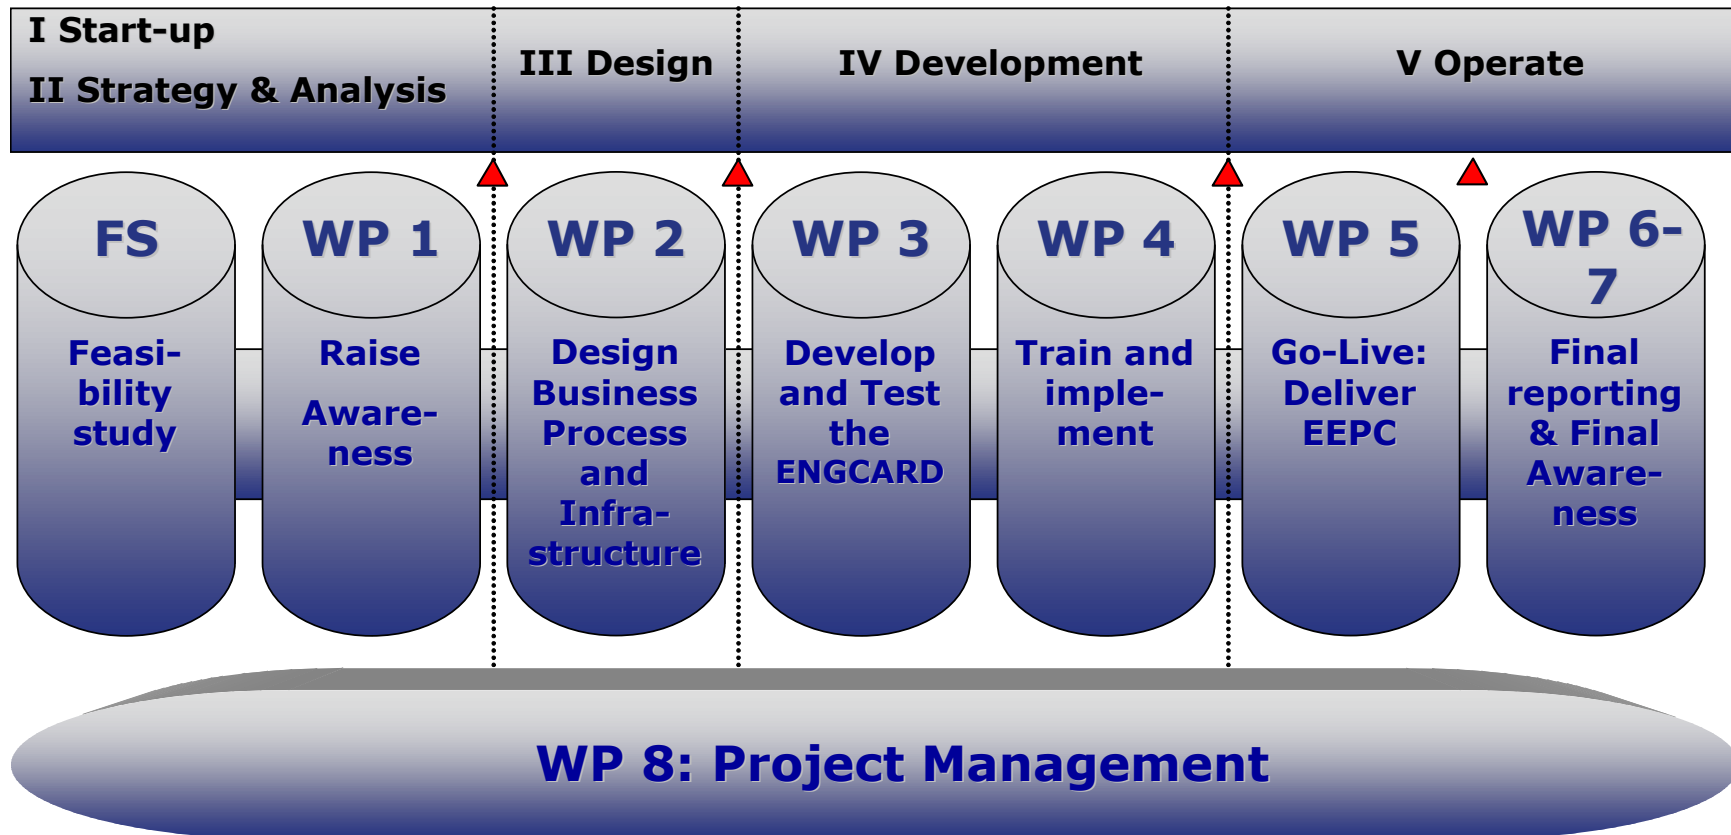 I Start-up
II Strategy & Analysis
III Design
IV Development
V Operate
FS
Feasi-
bility
study
WP 1
Raise
Aware-
ness
WP 2
Design
Business
Process
and
Infra-
structure
WP 3
Develop
and Test
the
ENGCARD
WP 4
Train and
imple-
ment
WP 5
Go-Live:
Deliver
EEPC
WP 6-
7
Final
reporting
& Final
Aware-
ness
WP 8: Project Management